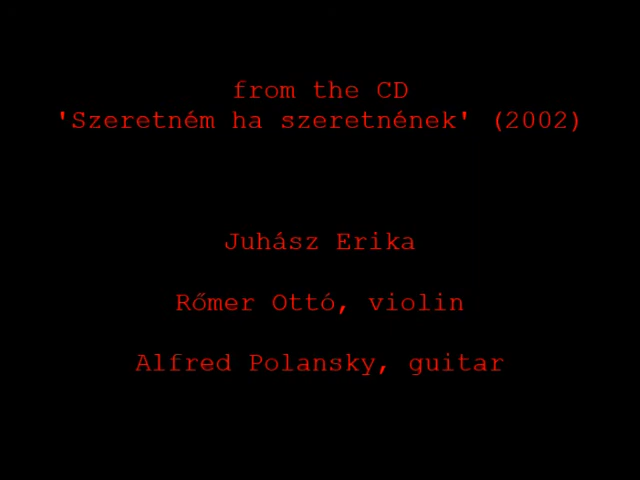 from the CD
'Szeretném ha szeretnének' (2002)
Juhász Erika
Rőmer Ottó, violin
Alfred Polansky, guitar